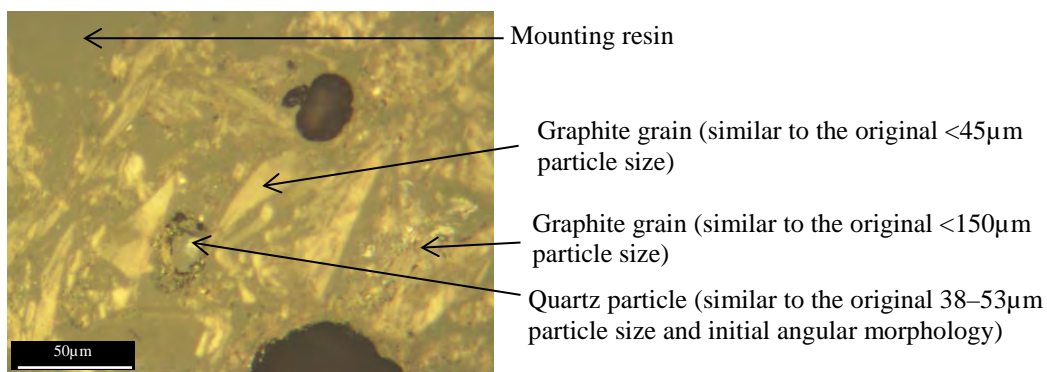 Mounting resin
Graphite grain (similar to the original <45µm
particle size)
Graphite grain (similar to the original <150µm
particle size)
Quartz particle (similar to the original 38–53µm
particle size and initial angular morphology)
50µm